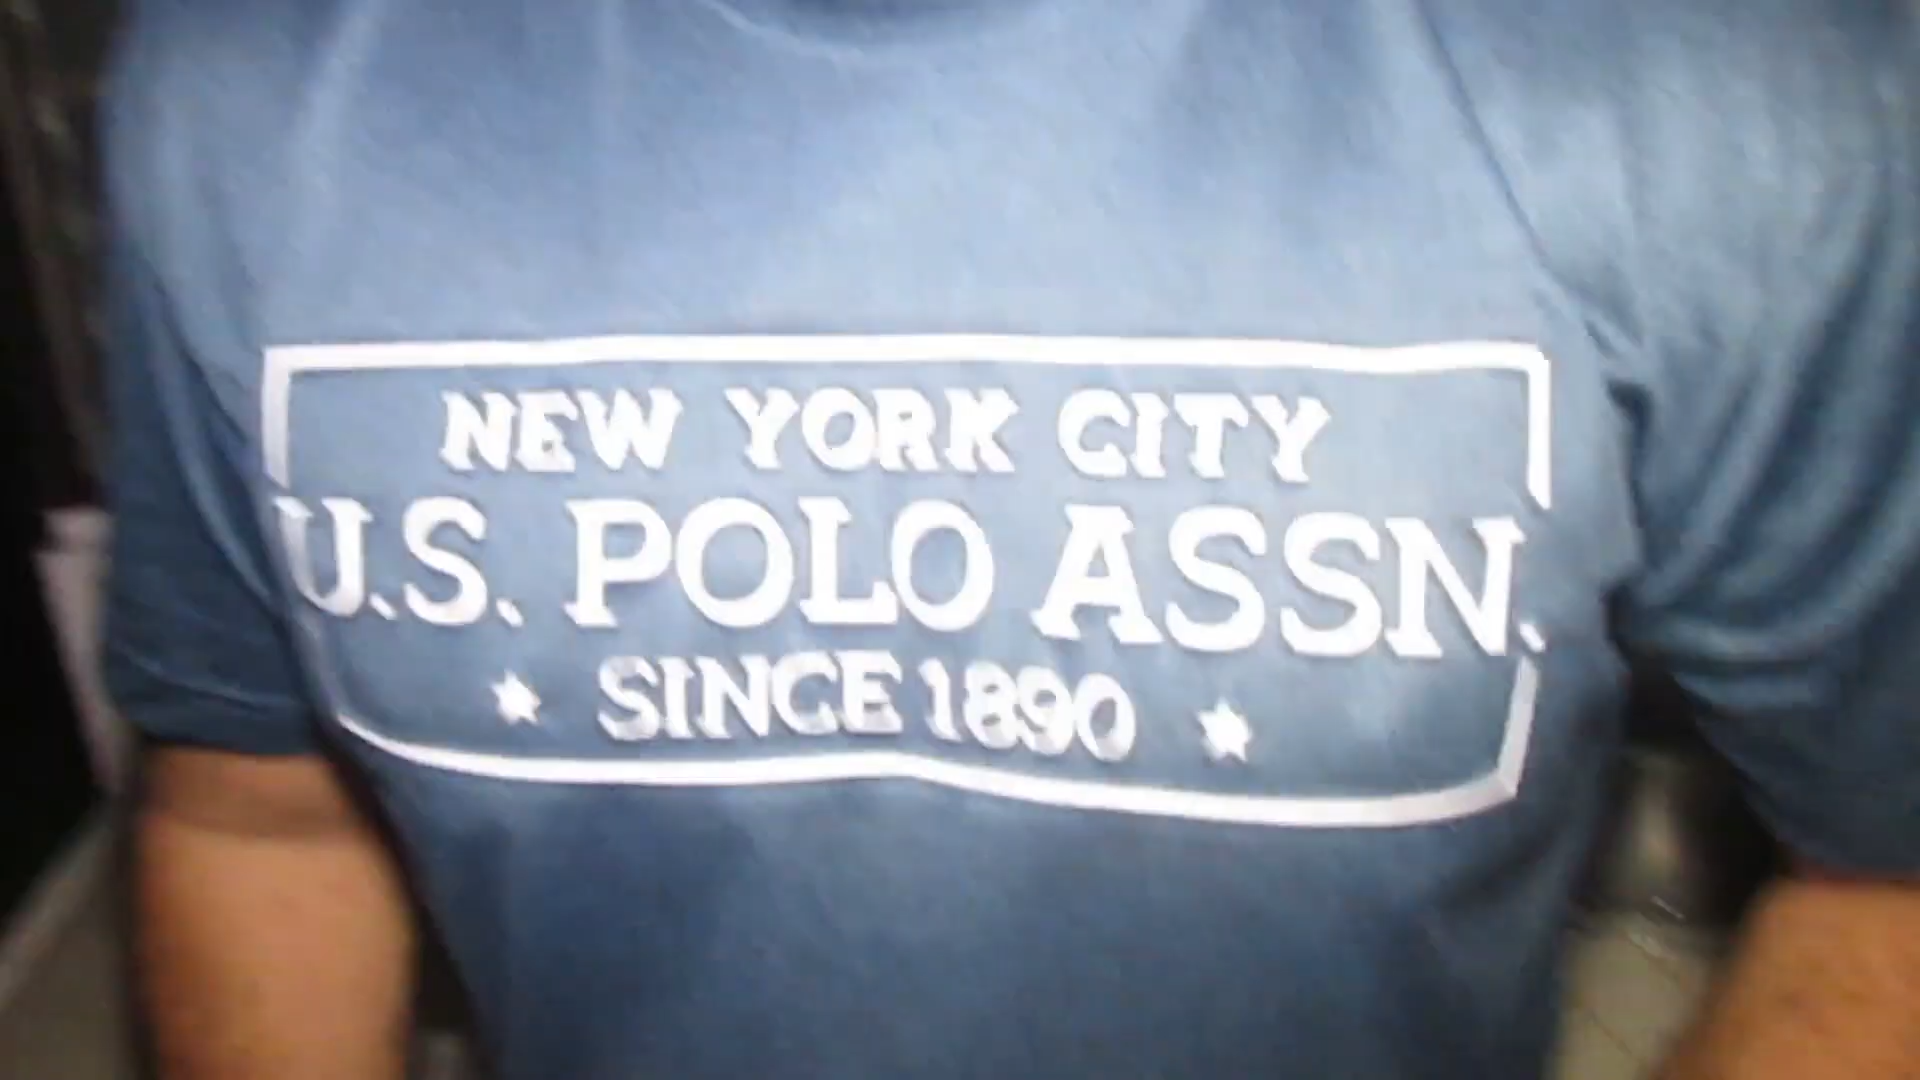 NEW YORK CITY
U.S. POLO ASSN.
★ SINCE 1890 ★